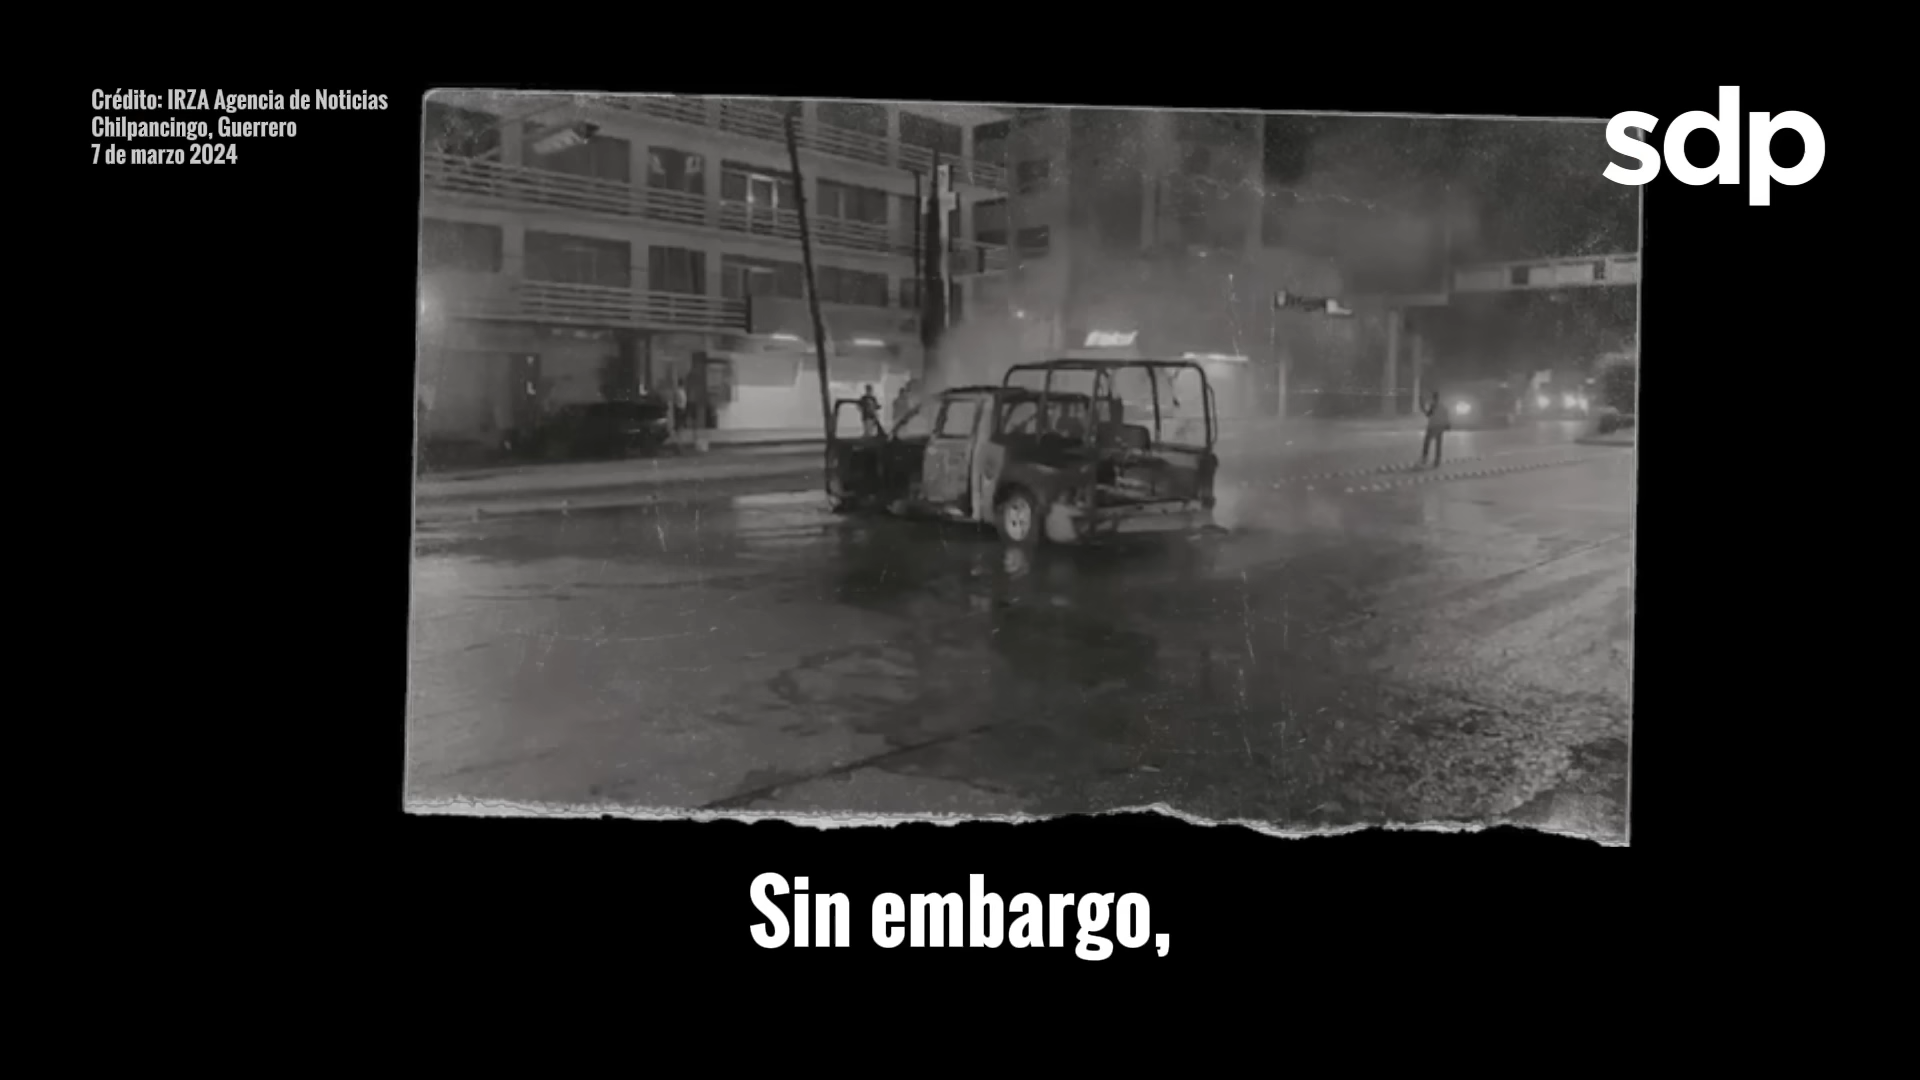 Crédito: IRZA Agencia de Noticias
Chilpancingo, Guerrero
7 de marzo 2024
sdp
Sin embargo,